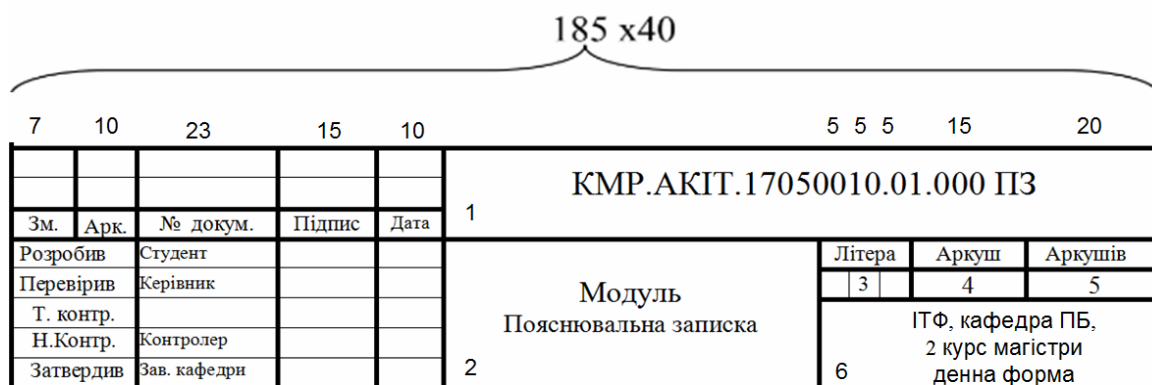 185 x40
7 10 23 15 10 5 5 5 15 20
КМР.АКІТ.17050010.01.000 ПЗ
1
Зм. Арк. № докум. Підпис Дата
Розробив Студент
Літера Аркуш Аркушів
Перевірив Керівник
3 4 5
Модуль
Пояснювальна записка
Т. контр.
Н.Контр. Контролер
Затвердив Зав. кафедри
2
ІТФ, кафедра ПБ,
2 курс магістри
6 денна форма